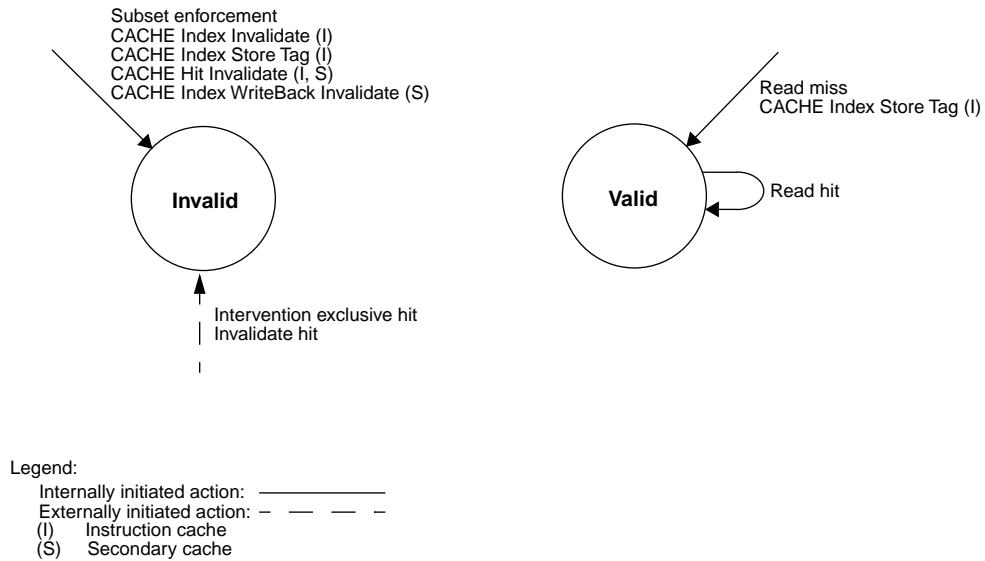 Subset enforcement
CACHE Index Invalidate (I)
CACHE Index Store Tag (I)
CACHE Hit Invalidate (I, S)
CACHE Index WriteBack Invalidate (S)
Invalid
Intervention exclusive hit
Invalidate hit
Read miss
CACHE Index Store Tag (I)
Valid
Read hit
Legend:
Internally initiated action:
Externally initiated action:
(I) Instruction cache
(S) Secondary cache